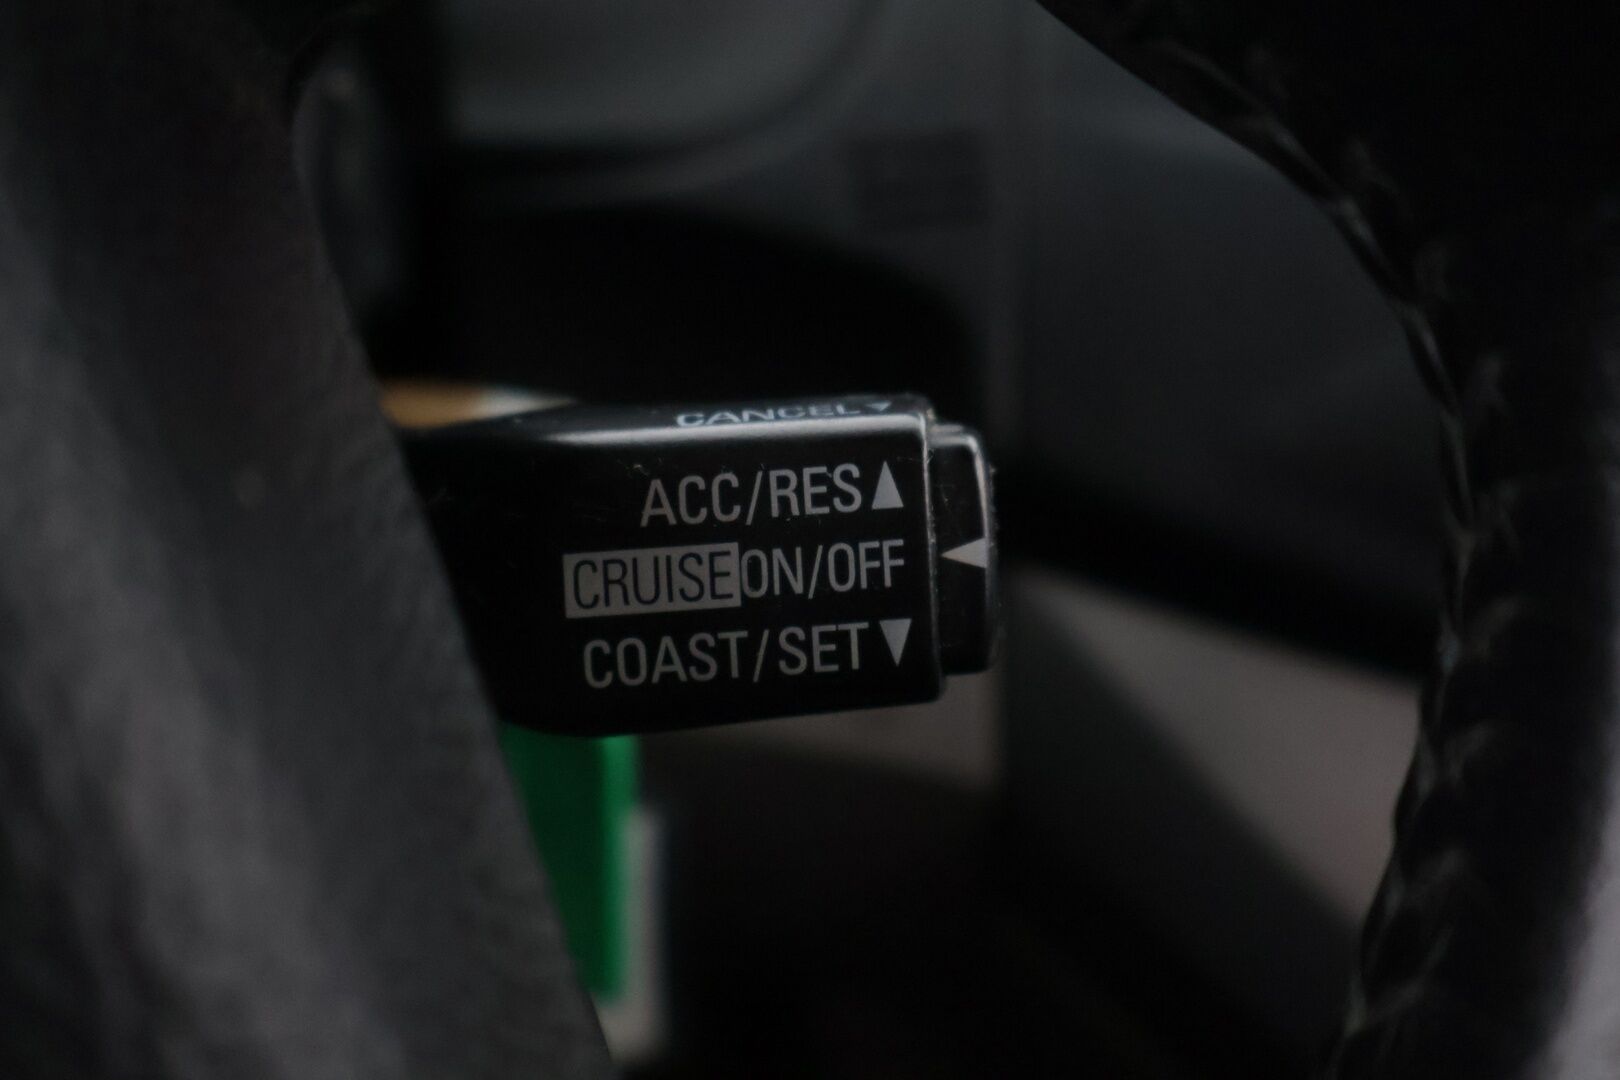 CANCEL▼
ACC/RES▲
CRUISE ON/OFF
COAST/SET▼